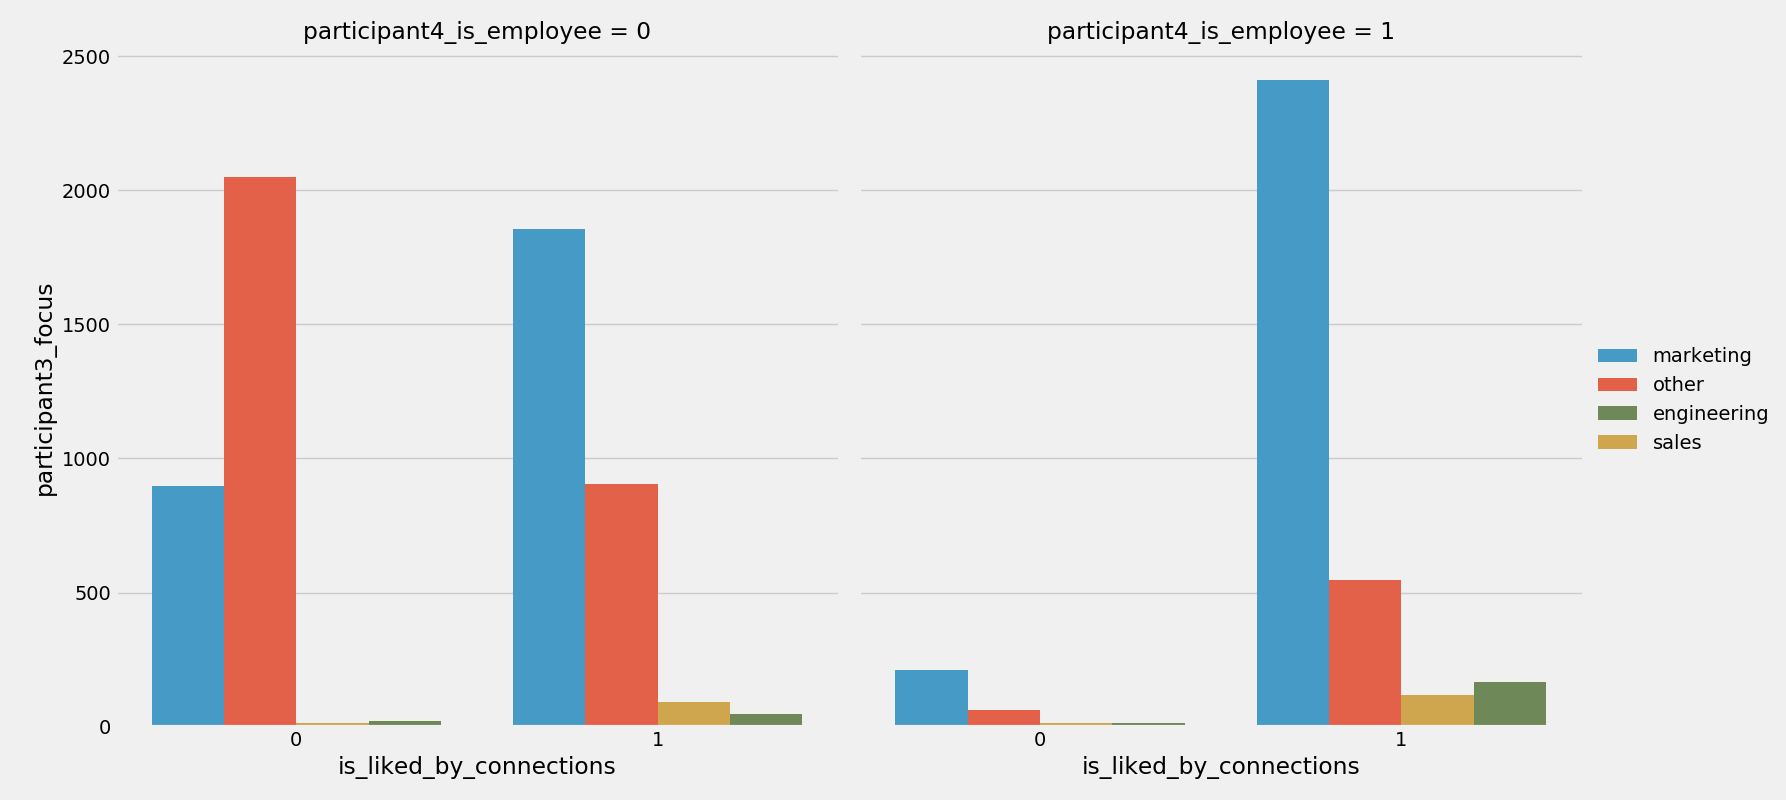 participant4_is_employee = 0
participant4_is_employee = 1
2500
2000
1500
1000
500
0
participant3_focus
0
1
0
1
is_liked_by_connections
is_liked_by_connections
marketing
other
engineering
sales